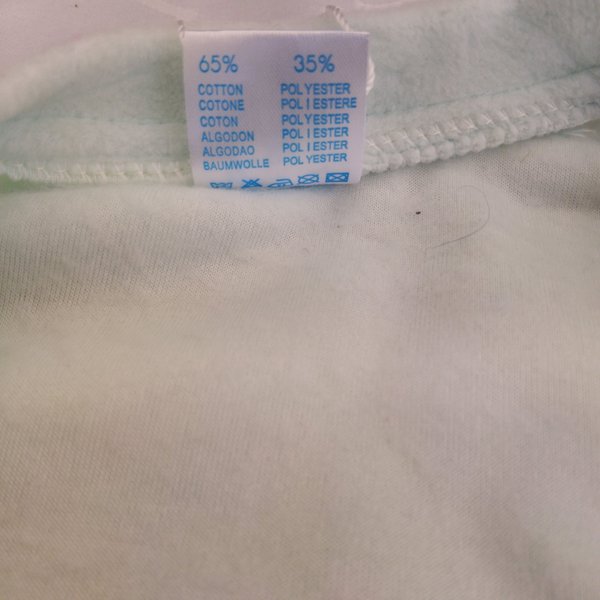 65% 35%
COTTON POLYESTER
COTONE POLIESTERE
COTON POLYESTER
ALGODON POLIESTER
ALGODAO POLIESTER
BAUMWOLLE POLYESTER